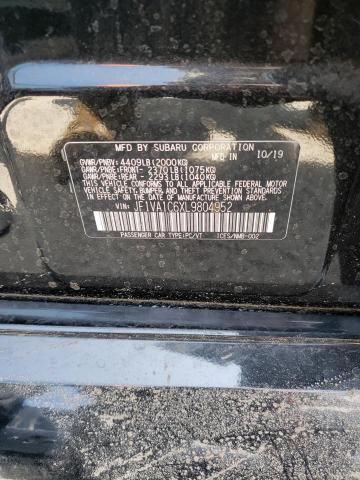 MFD BY SUBARU CORPORATION
MFD.IN 10/19
GVWR/PNBV: 4409LB(2000KG)
GAWR/PNBE:FRONT- 2370LB(1075KG)
GAWR/PNBE:REAR - 2293LB(1040KG)
THIS VEHICLE CONFORMS TO ALL APPLICABLE FEDERAL MOTOR
VEHICLE SAFETY, BUMPER, AND THEFT PREVENTION STANDARDS
IN EFFECT ON THE DATE OF MANUFACTURE SHOWN ABOVE.
VIN: JF1VA1C6XL9804952
PASSENGER CAR TYPE:PC/VT ICES/NMB-002